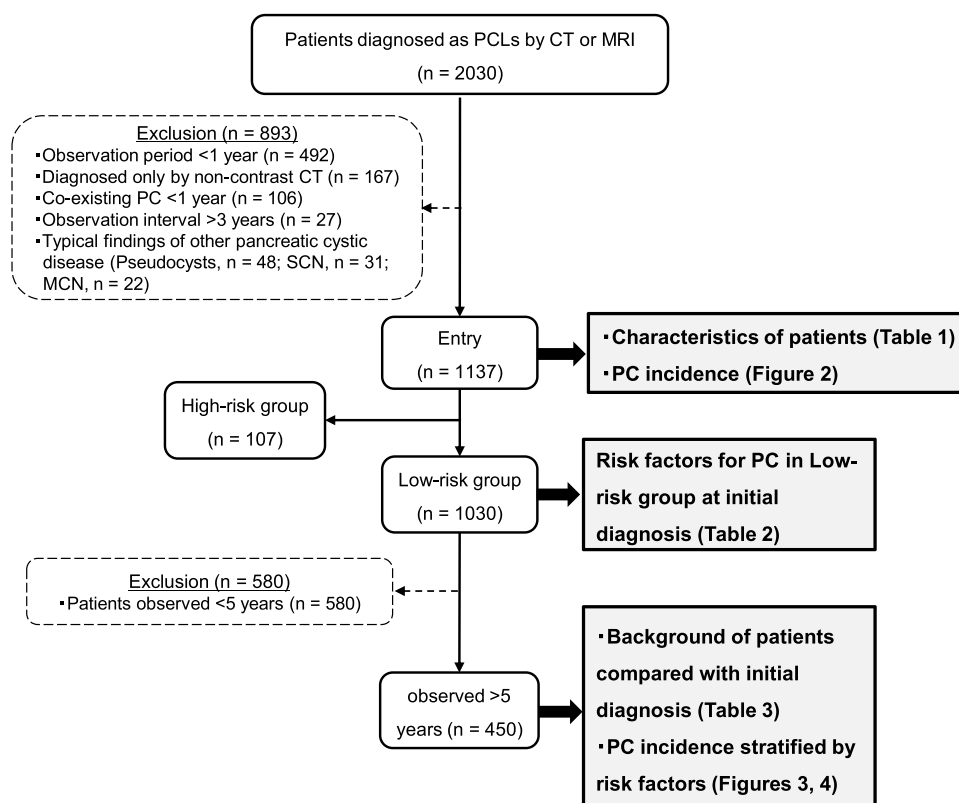 Patients diagnosed as PCLs by CT or MRI
(n = 2030)
Exclusion (n = 893)
・Observation period <1 year (n = 492)
・Diagnosed only by non-contrast CT (n = 167)
・Co-existing PC <1 year (n = 106)
・Observation interval >3 years (n = 27)
・Typical findings of other pancreatic cystic
disease (Pseudocysts, n = 48; SCN, n = 31;
MCN, n = 22)
Entry
(n = 1137)
・Characteristics of patients (Table 1)
・PC incidence (Figure 2)
High-risk group
(n = 107)
Low-risk group
(n = 1030)
Risk factors for PC in Low-
risk group at initial
diagnosis (Table 2)
Exclusion (n = 580)
・Patients observed <5 years (n = 580)
observed >5
years (n = 450)
・Background of patients
compared with initial
diagnosis (Table 3)
・PC incidence stratified by
risk factors (Figures 3, 4)